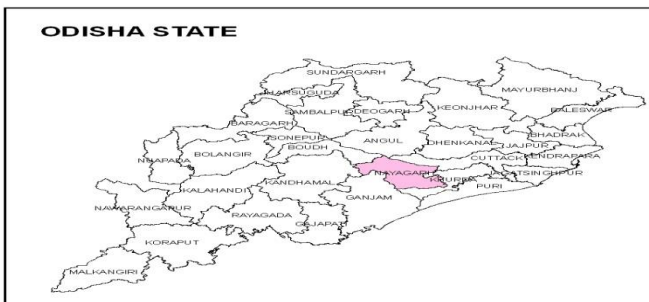 ODISHA STATE
SUNDARGARH
MAYURBHANJ
JHARSUGUDA
SAMBALPUR
DEOGARH
KEONJHAR
BALESWAR
BARAGARH
SONEPUR
BOUDH
ANGUL
DHENKANAL
BHADRAK
JAJPUR
NUAPADA
BOLANGIR
CUTTACK
KENDRAPARA
KALAHANDI
KANDHAMAL
NAYAGARH
KHURDA
JAGATSINGHPUR
PURI
NAWARANGAPUR
RAYAGADA
GAJAPATI
GANJAM
KORAPUT
MALKANGIRI